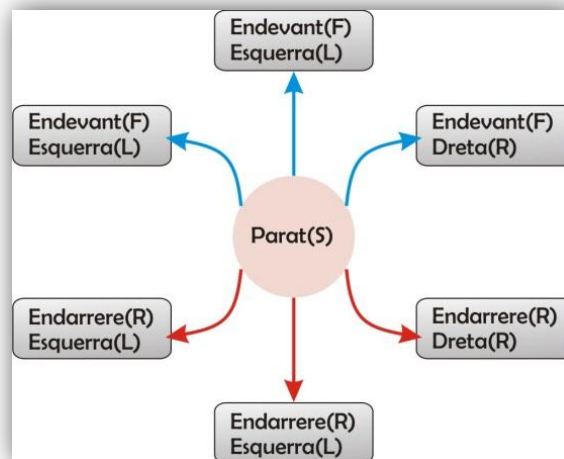 Endevant(F)
Esquerra(L)
Endevant(F)
Esquerra(L)
Endevant(F)
Dreta(R)
Parat(S)
Endarrere(R)
Esquerra(L)
Endarrere(R)
Dreta(R)
Endarrere(R)
Esquerra(L)